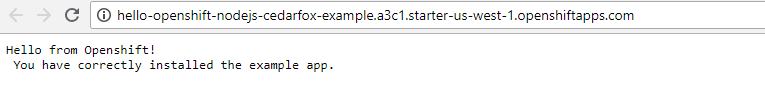 hello-openshift-nodejs-cedarfox-example.a3c1.starter-us-west-1.openshiftapps.com
Hello from Openshift!
You have correctly installed the example app.